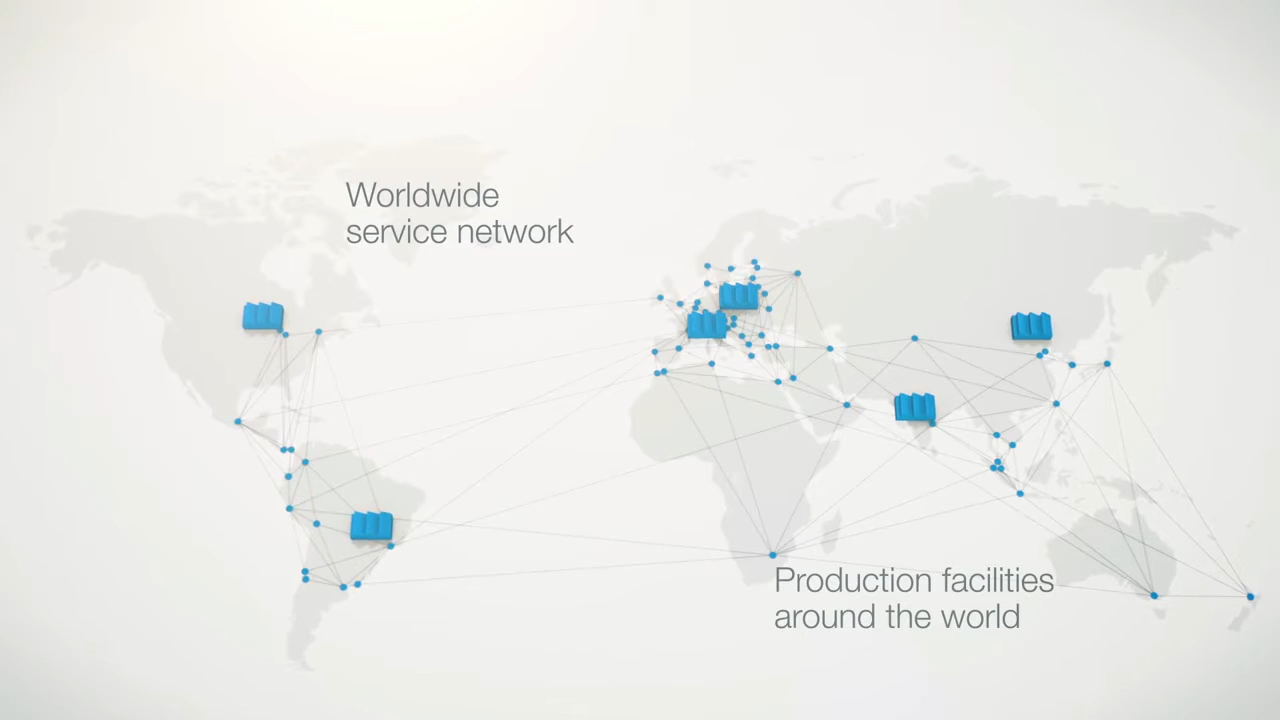 Worldwide
service network
Production facilities
around the world